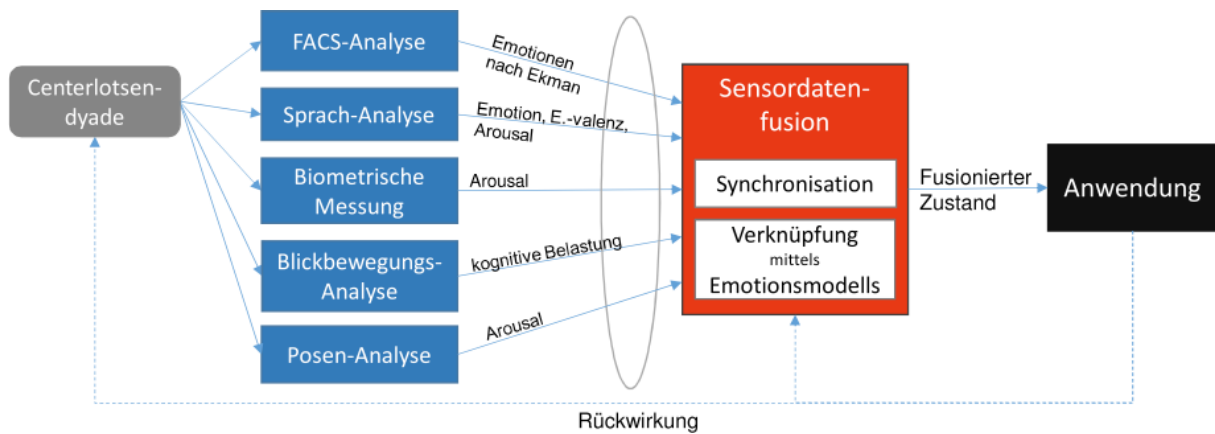 Centerlotsen-
dyade
FACS-Analyse
Sprach-Analyse
Biometrische
Messung
Blickbewegungs-
Analyse
Posen-Analyse
Emotionen
nach Ekman
Emotion, E.-valenz,
Arousal
Arousal
kognitive Belastung
Arousal
Sensordaten-
fusion
Synchronisation
Verknüpfung
mittels
Emotionsmodells
Fusionierter
Zustand
Anwendung
Rückwirkung